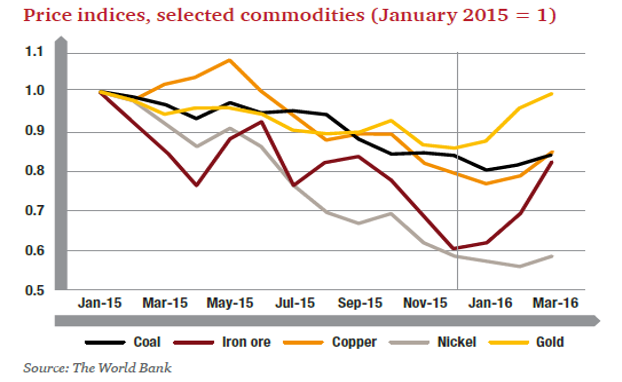 Price indices, selected commodities (January 2015 = 1)
1.1
1.0
0.9
0.8
0.7
0.6
0.5
Jan-15 Mar-15 May-15 Jul-15 Sep-15 Nov-15 Jan-16 Mar-16
Coal Iron ore Copper Nickel Gold
Source: The World Bank